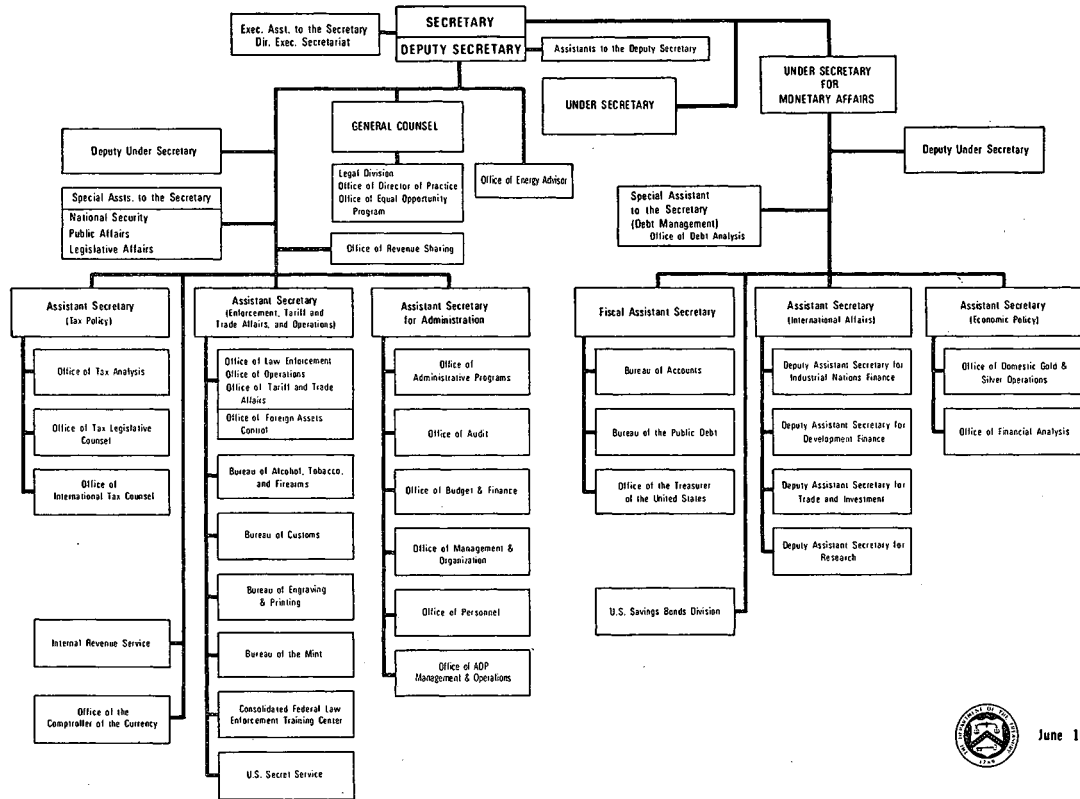 SECRETARY
DEPUTY SECRETARY
Exec. Asst. to the Secretary
Dir. Exec. Secretariat
Assistants to the Deputy Secretary
UNDER SECRETARY
UNDER SECRETARY
FOR
MONETARY AFFAIRS
GENERAL COUNSEL
Legal Division
Office of Director of Practice
Office of Equal Opportunity
Program
Office of Energy Advisor
Deputy Under Secretary
Deputy Under Secretary
Special Assts. to the Secretary
National Security
Public Affairs
Legislative Affairs
Office of Revenue Sharing
Special Assistant
to the Secretary
(Debt Management)
Office of Debt Analysis
Assistant Secretary
(Tax Policy)
Office of Tax Analysis
Office of Tax Legislative
Counsel
Office of
International Tax Counsel
Internal Revenue Service
Office of the
Comptroller of the Currency
Assistant Secretary
(Enforcement, Tariff and
Trade Affairs, and Operations)
Office of Law Enforcement
Office of Operations
Office of Tariff and Trade
Affairs
Office of Foreign Assets
Control
Bureau of Alcohol, Tobacco,
and Firearms
Bureau of Customs
Bureau of Engraving
& Printing
Bureau of the Mint
Consolidated Federal Law
Enforcement Training Center
U.S. Secret Service
Assistant Secretary
for Administration
Office of
Administrative Programs
Office of Audit
Office of Budget & Finance
Office of Management &
Organization
Office of Personnel
Office of ADP
Management & Operations
Fiscal Assistant Secretary
Bureau of Accounts
Bureau of the Public Debt
Office of the Treasurer
of the United States
U.S. Savings Bonds Division
Assistant Secretary
(International Affairs)
Deputy Assistant Secretary for
Industrial Nations Finance
Deputy Assistant Secretary for
Development Finance
Deputy Assistant Secretary for
Trade and Investment
Deputy Assistant Secretary for
Research
Assistant Secretary
(Economic Policy)
Office of Domestic Gold &
Silver Operations
Office of Financial Analysis
THE DEPARTMENT OF THE TREASURY
1789
June 1